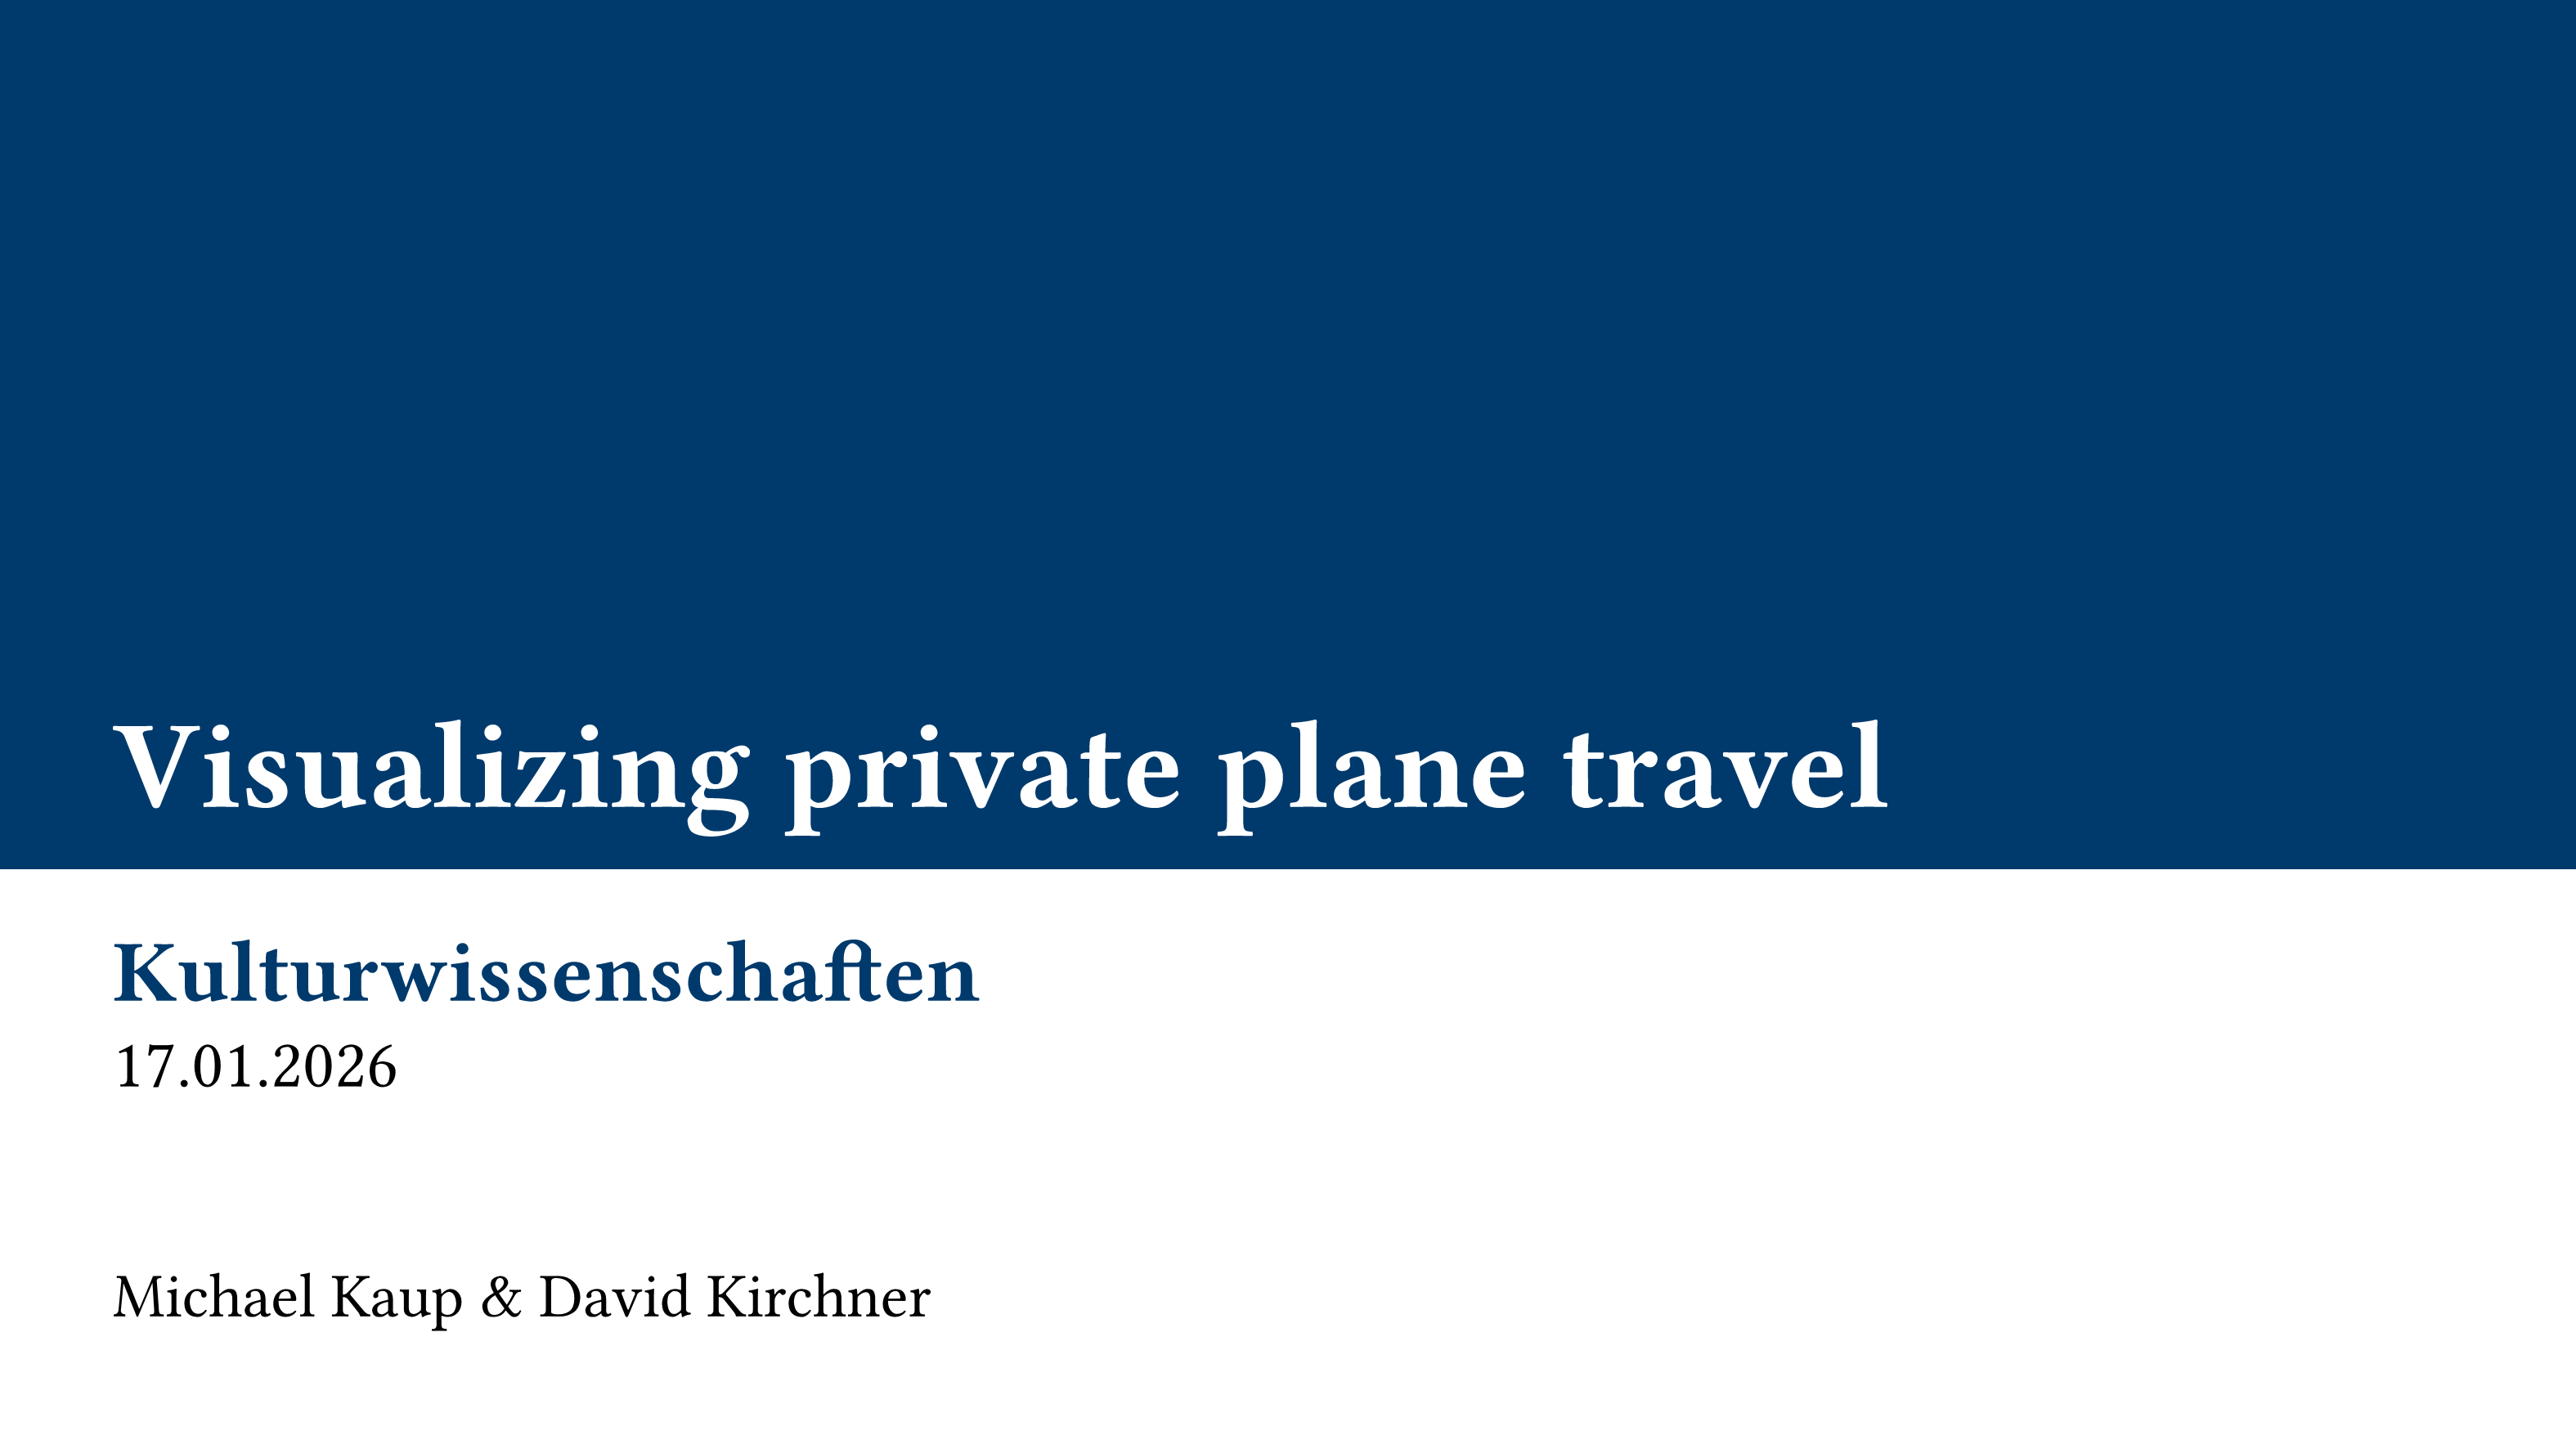 Visualizing private plane travel
Kulturwissenschaften
17.01.2026
Michael Kaup & David Kirchner